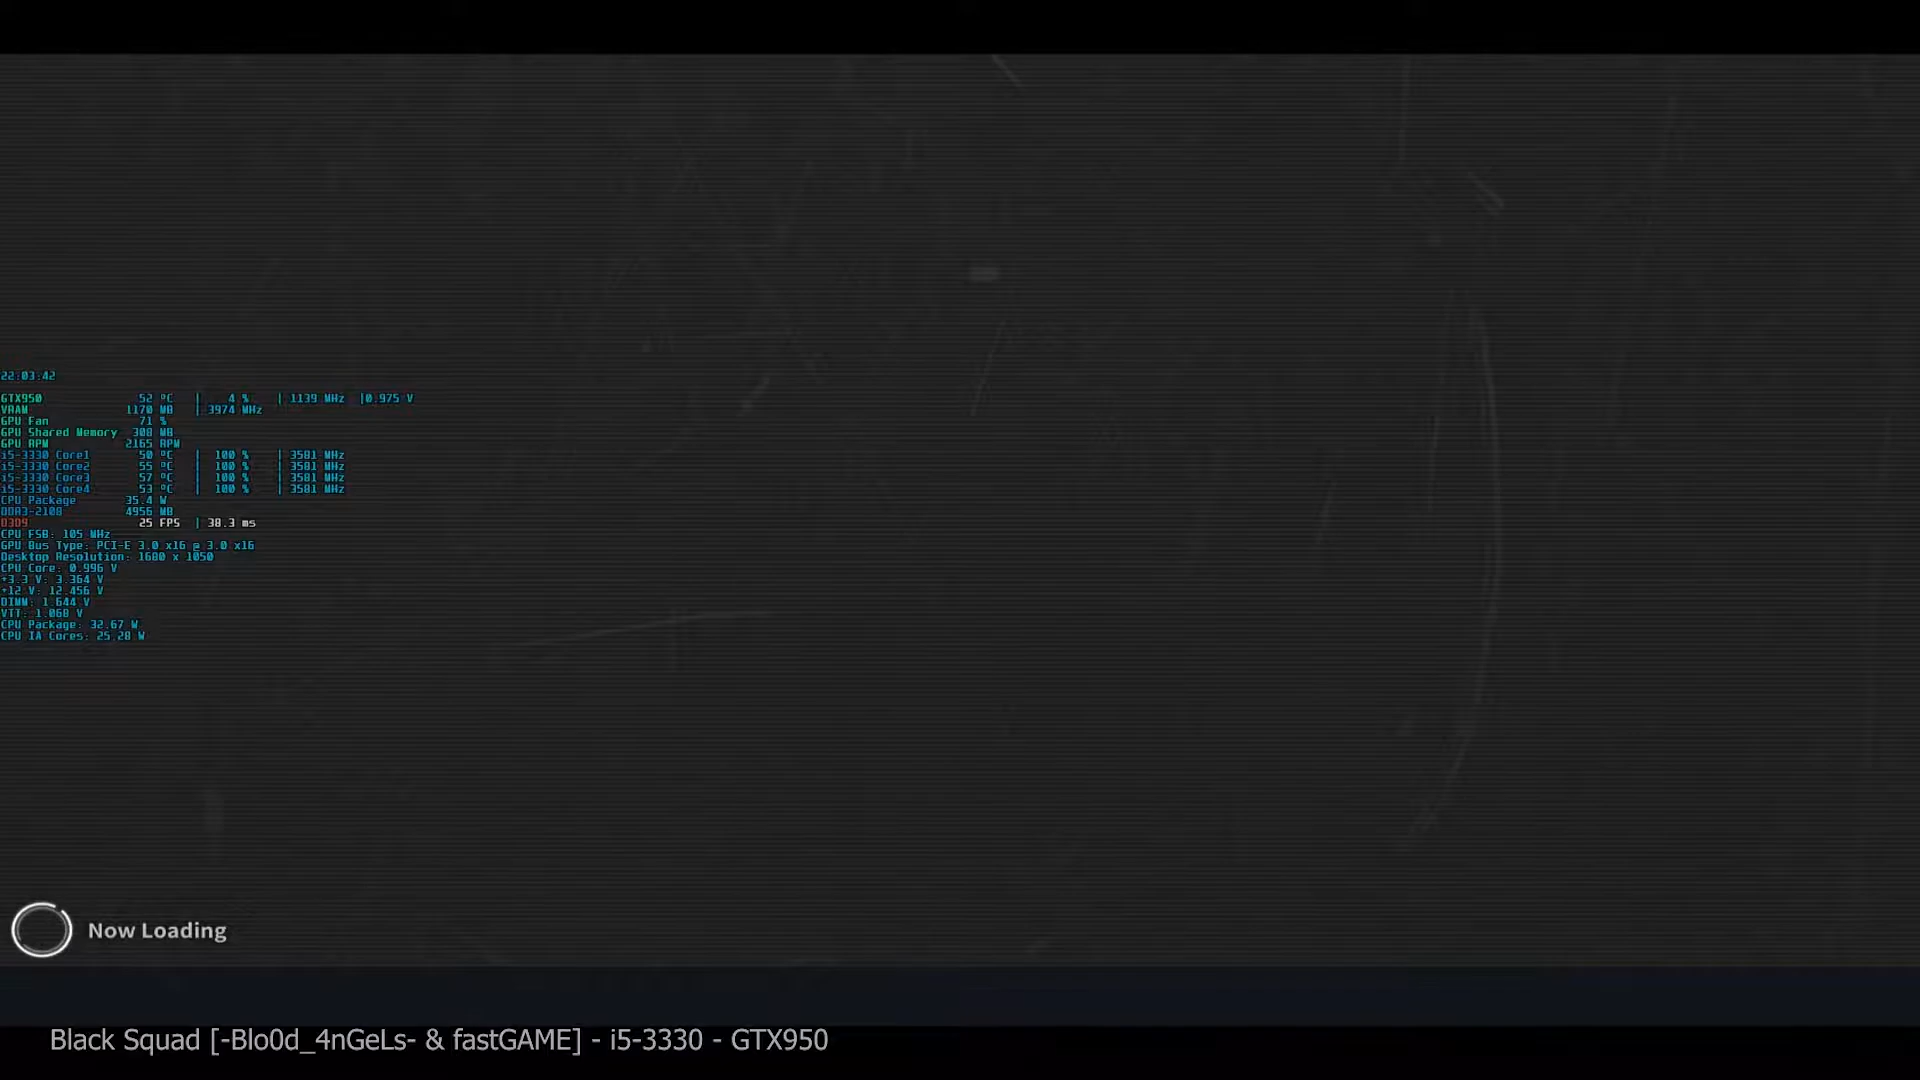 22:03:42
GTX950 52 ºC | 4 % | 1139 MHz |0.975 V
VRAM 1170 MB | 3974 MHz
GPU Fan 71 %
GPU Shared Memory 308 MB
GPU RPM 2165 RPM
i5-3330 Core1 50 ºC | 100 % | 3581 MHz
i5-3330 Core2 55 ºC | 100 % | 3581 MHz
i5-3330 Core3 57 ºC | 100 % | 3581 MHz
i5-3330 Core4 53 ºC | 100 % | 3581 MHz
CPU Package 35.4 W
DDR3-2108 4956 MB
D3D9 25 FPS | 38.3 ms
CPU FSB: 105 MHz
GPU Bus Type: PCI-E 3.0 x16 @ 3.0 x16
Desktop Resolution: 1680 x 1050
CPU Core: 0.996 V
+3.3 V: 3.364 V
+12 V: 12.456 V
DIMM: 1.644 V
VTT: 1.068 V
CPU Package: 32.67 W
CPU IA Cores: 25.28 W
Now Loading
Black Squad [-Blo0d_4nGeLs- & fastGAME] - i5-3330 - GTX950